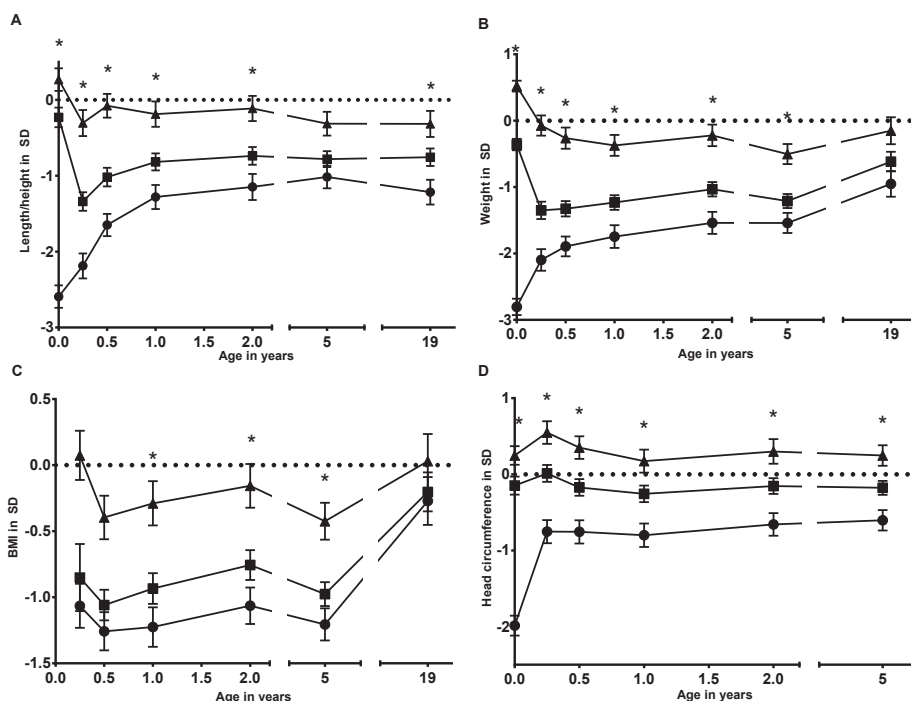 A
* * * * * *
0
-1
-2
-3
Length/height in SD
0.0 0.5 1.0 1.5 2.0 5 19
Age in years
B
* * * * * *
1
0
-1
-2
-3
Weight in SD
0.0 0.5 1.0 1.5 2.0 5 19
Age in years
C
* * *
0.5
0.0
-0.5
-1.0
-1.5
BMI in SD
0.0 0.5 1.0 1.5 2.0 5 19
Age in years
D
* * * * * *
1
0
-1
-2
Head circumference in SD
0.0 0.5 1.0 1.5 2.0 5
Age in years